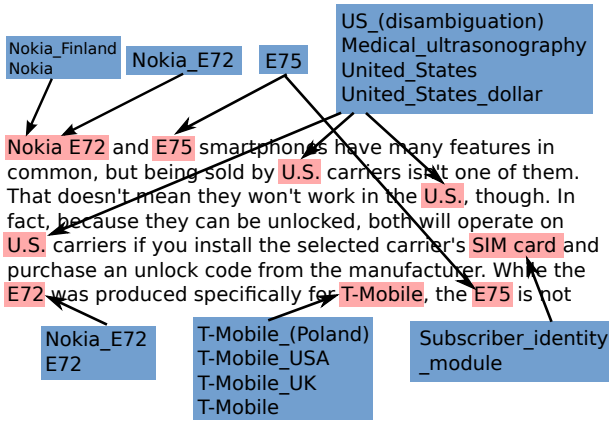 US_(disambiguation)
Medical_ultrasonography
United_States
United_States_dollar
Nokia_Finland
Nokia
Nokia_E72
E75
Nokia E72 and E75 smartphones have many features in
common, but being sold by U.S. carriers isn't one of them.
That doesn't mean they won't work in the U.S., though. In
fact, because they can be unlocked, both will operate on
U.S. carriers if you install the selected carrier's SIM card and
purchase an unlock code from the manufacturer. While the
E72 was produced specifically for T-Mobile, the E75 is not
Nokia_E72
E72
T-Mobile_(Poland)
T-Mobile_USA
T-Mobile_UK
T-Mobile
Subscriber_identity
_module